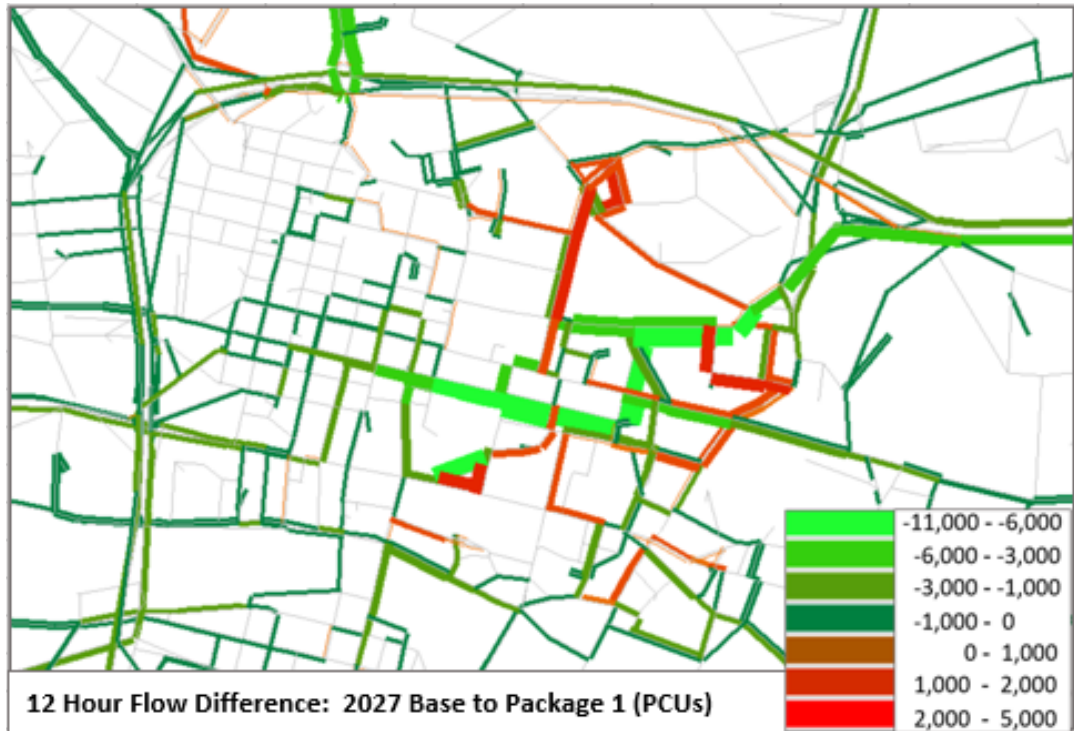 -11,000 - -6,000
-6,000 - -3,000
-3,000 - -1,000
-1,000 - 0
0 - 1,000
1,000 - 2,000
2,000 - 5,000
12 Hour Flow Difference: 2027 Base to Package 1 (PCUs)